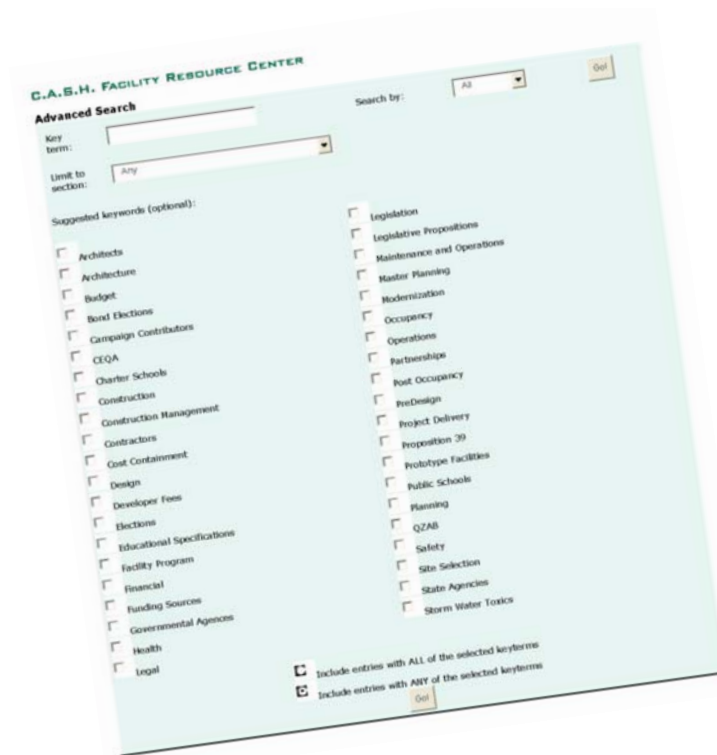 C.A.S.H. FACILITY RESOURCE CENTER
Advanced Search
Key term:
Search by:
All
Go!
Limit to section:
Any
Suggested keywords (optional):
Architects
Architecture
Budget
Bond Elections
Campaign Contributors
CEQA
Charter Schools
Construction
Construction Management
Contractors
Cost Containment
Design
Developer Fees
Elections
Educational Specifications
Facility Program
Financial
Funding Sources
Governmental Agences
Health
Legal
Legislation
Legislative Propositions
Maintenance and Operations
Master Planning
Modernization
Occupancy
Operations
Partnerships
Post Occupancy
PreDesign
Project Delivery
Proposition 39
Prototype Facilities
Public Schools
Planning
QZAB
Safety
Site Selection
State Agencies
Storm Water Toxics
Include entries with ALL of the selected keyterms
Include entries with ANY of the selected keyterms
Go!